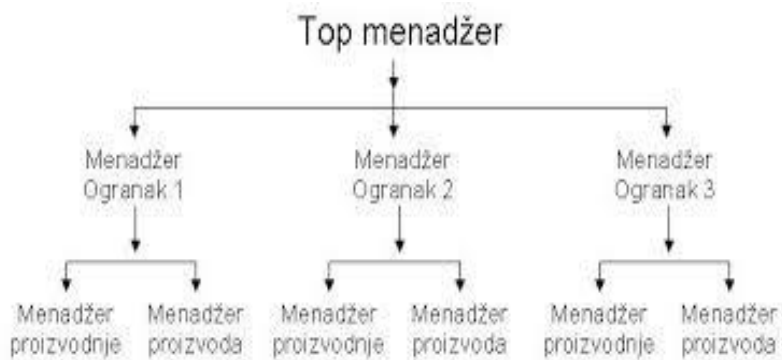 Top menadžer
Menadžer
Ogranak 1
Menadžer
Ogranak 2
Menadžer
Ogranak 3
Menadžer
proizvodnje
Menadžer
proizvoda
Menadžer
proizvodnje
Menadžer
proizvoda
Menadžer
proizvodnje
Menadžer
proizvoda